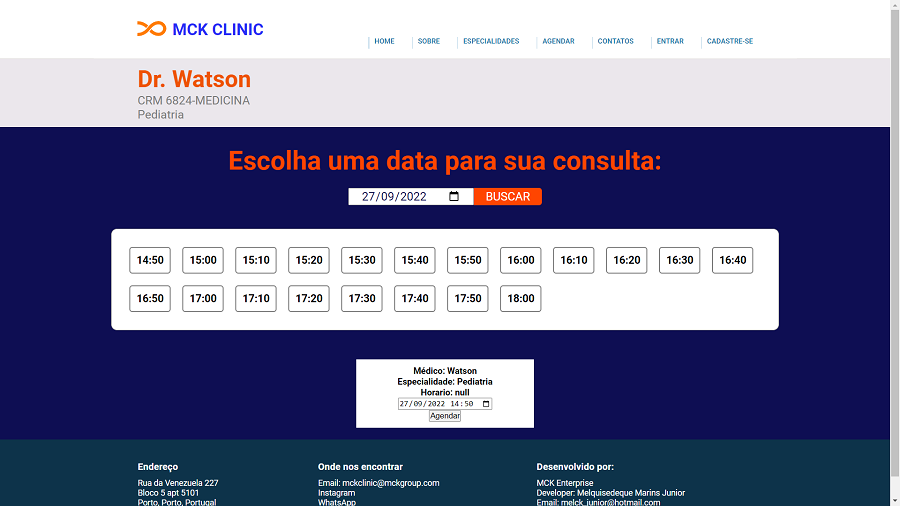 MCK CLINIC
HOME
SOBRE
ESPECIALIDADES
AGENDAR
CONTATOS
ENTRAR
CADASTRE-SE
Dr. Watson
CRM 6824-MEDICINA
Pediatria
Escolha uma data para sua consulta:
27/09/2022 BUSCAR
14:50 15:00 15:10 15:20 15:30 15:40 15:50 16:00 16:10 16:20 16:30 16:40
16:50 17:00 17:10 17:20 17:30 17:40 17:50 18:00
Médico: Watson
Especialidade: Pediatria
Horario: null
27/09/2022 14:50
Agendar
Endereço
Rua da Venezuela 227
Bloco 5 apt 5101
Porto, Porto, Portugal
Onde nos encontrar
Email: mckclinic@mckgroup.com
Instagram
WhatsApp
Desenvolvido por:
MCK Enterprise
Developer: Melquisedeque Marins Junior
Email: melck_junior@hotmail.com